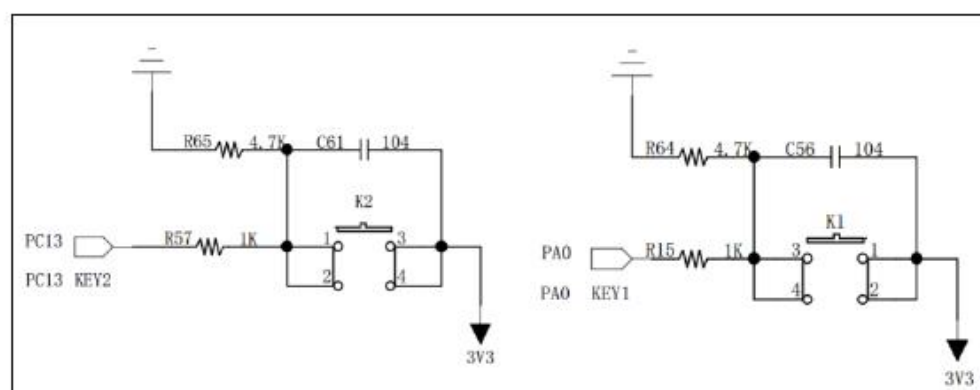 R65 4.7K C61 104
K2
PC13 R57 1K 1 3
PC13 KEY2 2 4
3V3
R64 4.7K C56 104
K1
PA0 R15 1K 3 1
PA0 KEY1 4 2
3V3